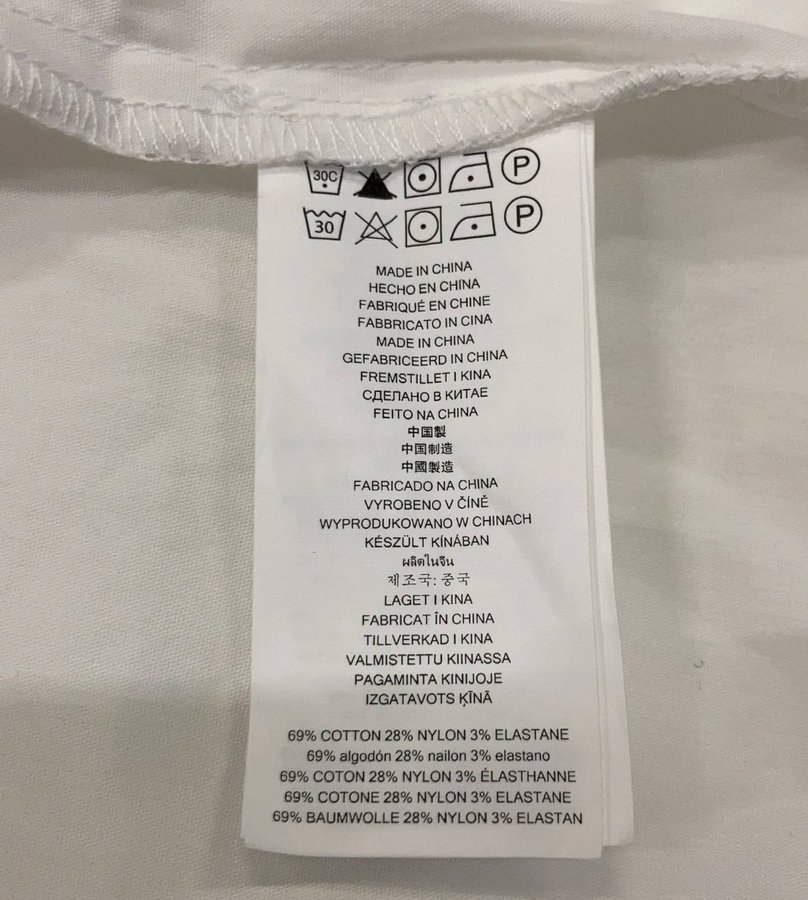 30C P
30 P
MADE IN CHINA
HECHO EN CHINA
FABRIQUÉ EN CHINE
FABBRICATO IN CINA
MADE IN CHINA
GEFABRICEERD IN CHINA
FREMSTILLET I KINA
СДЕЛАНО В КИТАЕ
FEITO NA CHINA
中国製
中国制造
中國製造
FABRICADO NA CHINA
VYROBENO V ČÍNĚ
WYPRODUKOWANO W CHINACH
KÉSZÜLT KÍNÁBAN
ผลิตในจีน
제조국: 중국
LAGET I KINA
FABRICAT ÎN CHINA
TILLVERKAD I KINA
VALMISTETTU KIINASSA
PAGAMINTA KINIJOJE
IZGATAVOTS ĶĪNĀ
69% COTTON 28% NYLON 3% ELASTANE
69% algodón 28% nailon 3% elastano
69% COTON 28% NYLON 3% ÉLASTHANNE
69% COTONE 28% NYLON 3% ELASTANE
69% BAUMWOLLE 28% NYLON 3% ELASTAN